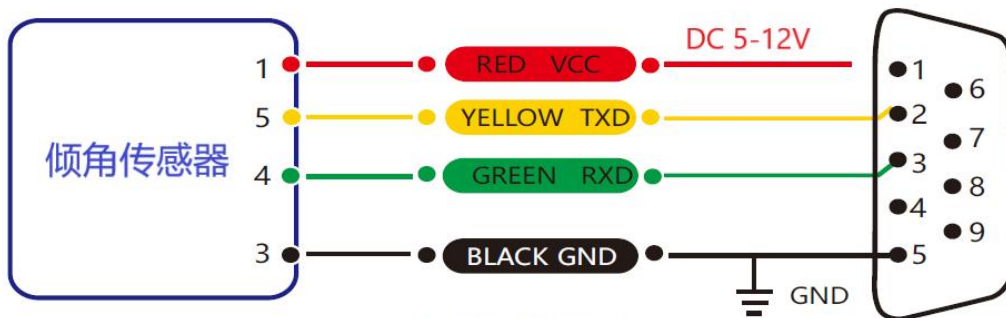 DC 5-12V
1 RED VCC 1
6
5 YELLOW TXD 2
7
倾角传感器
4 GREEN RXD 3
8
4
9
3 BLACK GND 5
GND